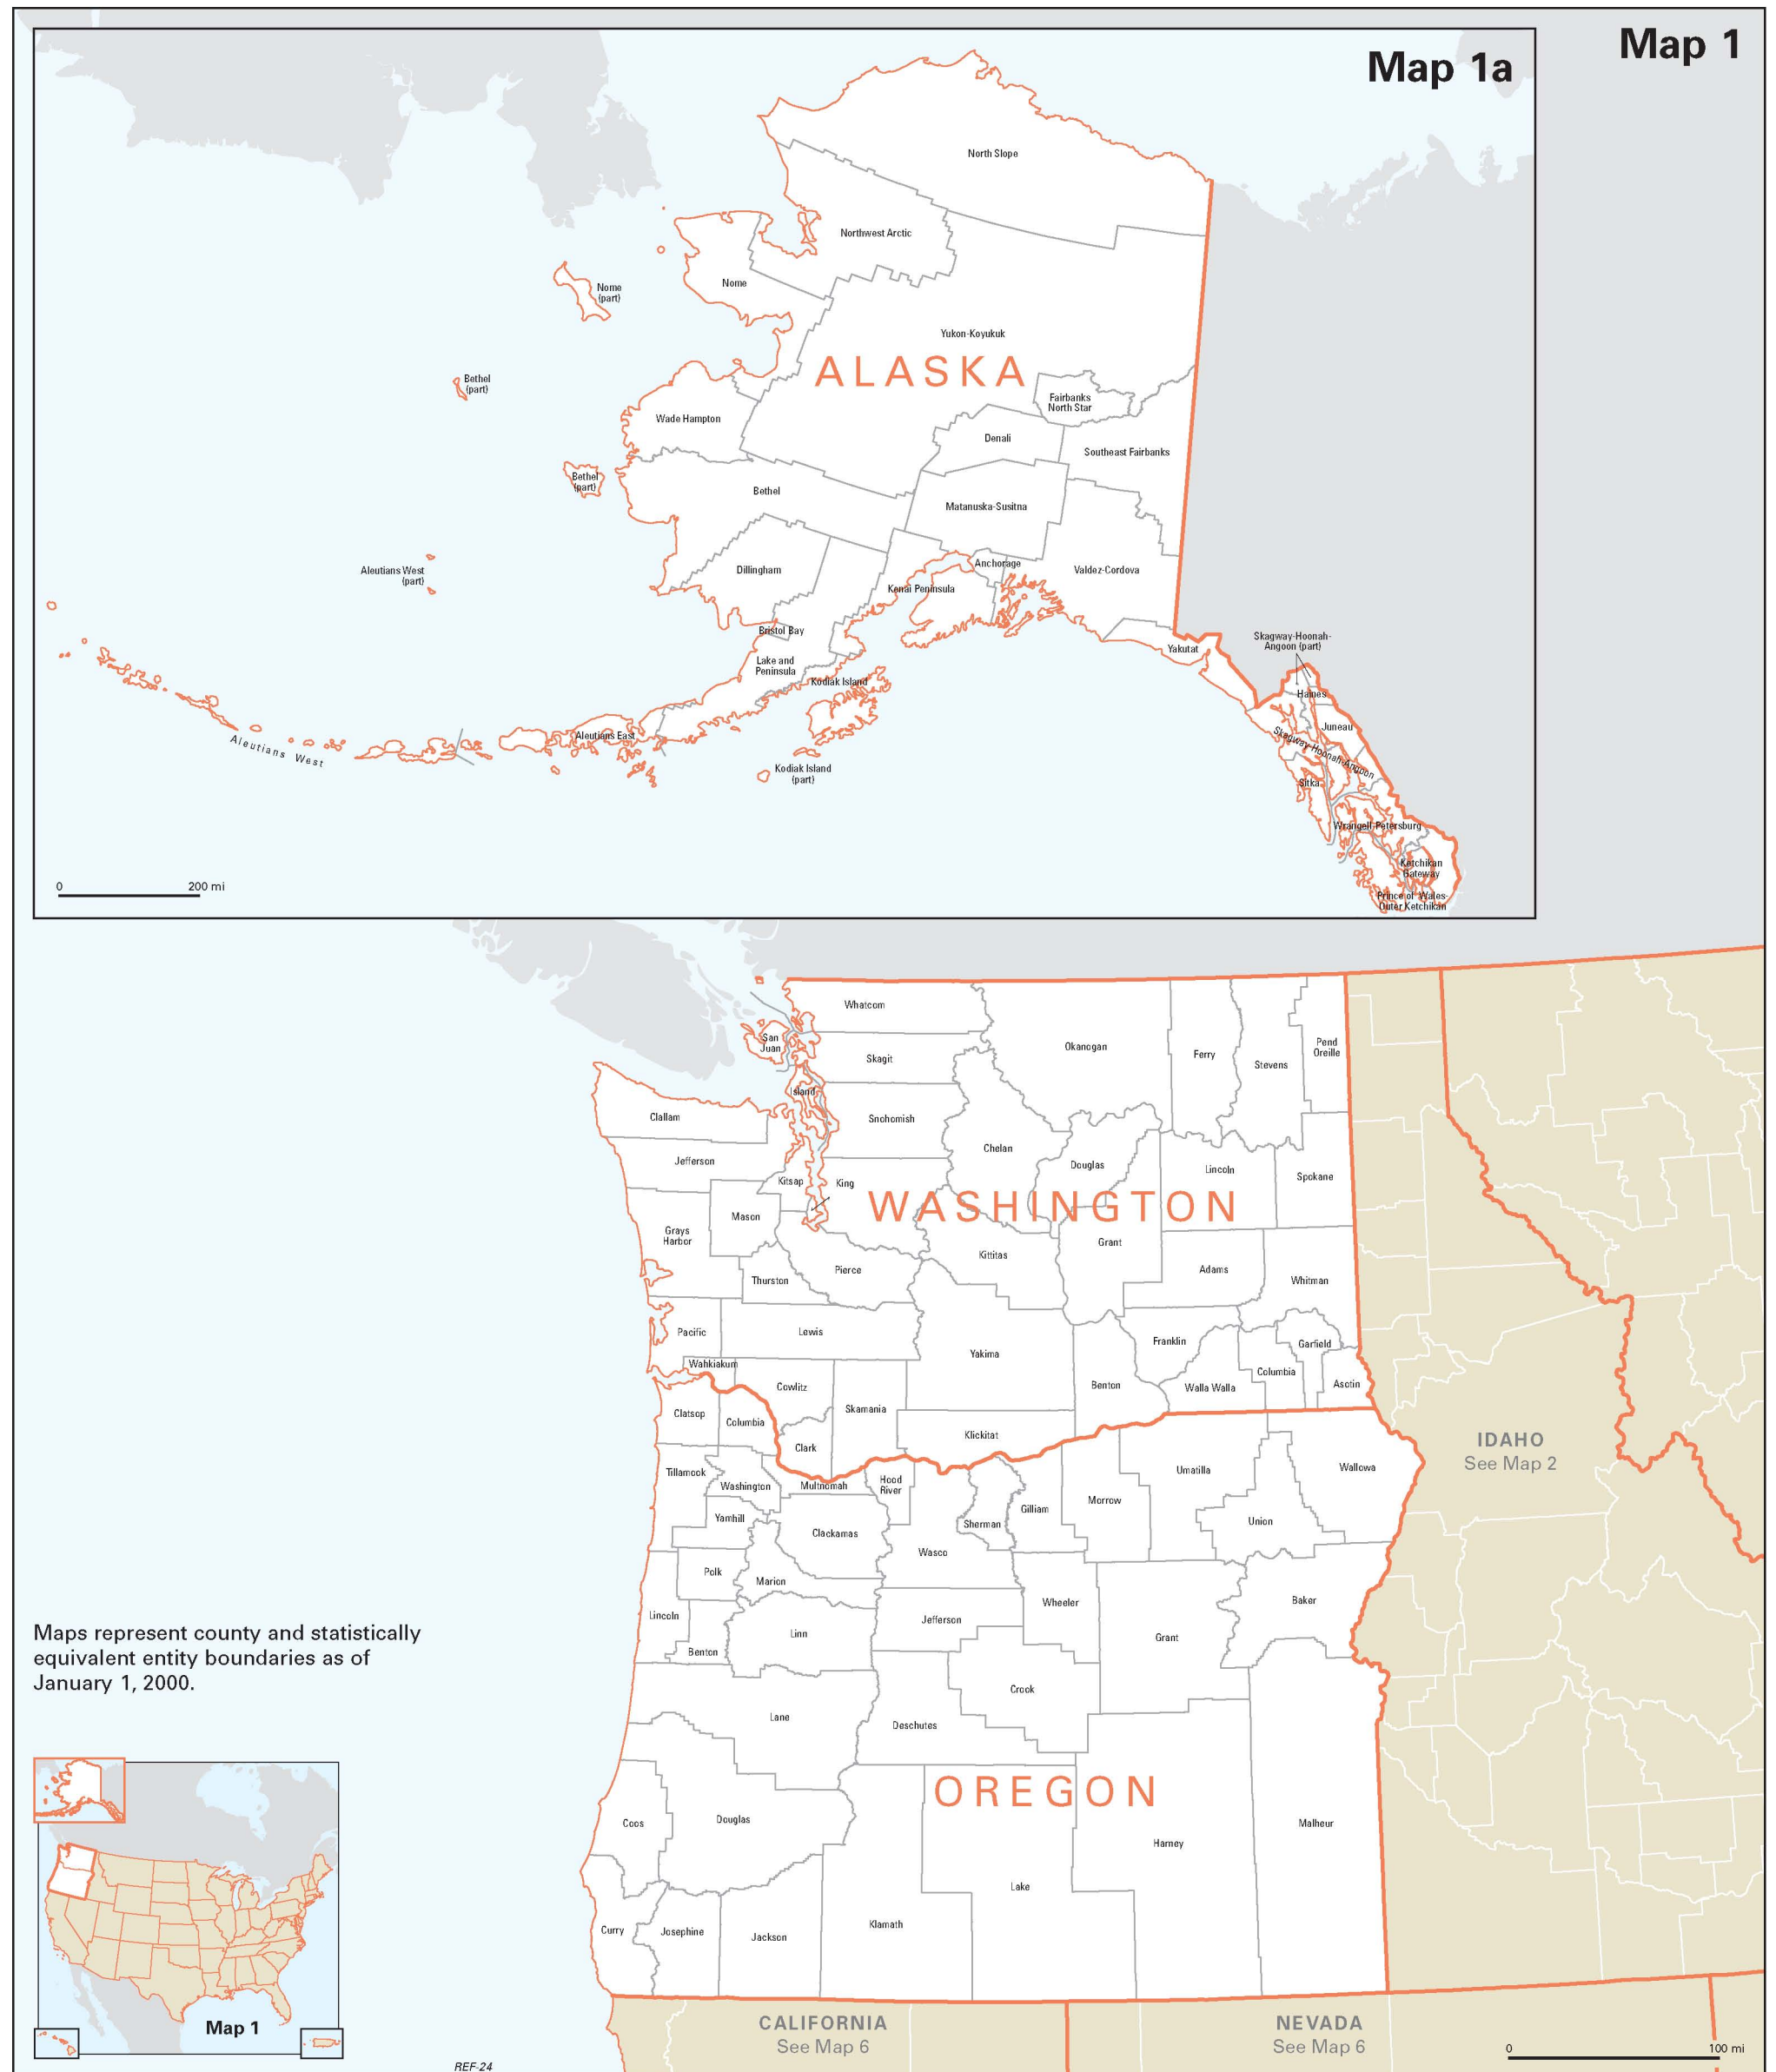 Map 1
Map 1a
North Slope
Northwest Arctic
Nome
Nome
(part)
Yukon-Koyukuk
ALASKA
Bethel
(part)
Fairbanks
North Star
Wade Hampton
Denali
Southeast Fairbanks
Bethel
(part)
Bethel
Matanuska-Susitna
Aleutians West
(part)
Dillingham
Anchorage
Valdez-Cordova
Kenai Peninsula
Bristol Bay
Yakutat
Skagway-Hoonah-
Angoon (part)
Lake and
Peninsula
Kodiak Island
Haines
Juneau
Aleutians East
Aleutians West
Skagway-Hoonah-Angoon
Kodiak Island
(part)
Sitka
Wrangell-Petersburg
Ketchikan
Gateway
Prince of Wales-
Outer Ketchikan
0
200 mi
Whatcom
San
Juan
Skagit
Okanogan
Ferry
Stevens
Pend
Oreille
Island
Clallam
Snohomish
Chelan
Jefferson
Douglas
Lincoln
Spokane
Kitsap
King
WASHINGTON
Mason
Grays
Harbor
Kittitas
Grant
Thurston
Pierce
Adams
Whitman
Pacific
Lewis
Yakima
Franklin
Garfield
Wahkiakum
Cowlitz
Benton
Walla Walla
Columbia
Asotin
Skamania
Clatsop
Columbia
Clark
Klickitat
IDAHO
See Map 2
Tillamook
Washington
Multnomah
Hood
River
Umatilla
Wallowa
Yamhill
Clackamas
Sherman
Gilliam
Morrow
Union
Wasco
Polk
Marion
Wheeler
Baker
Lincoln
Jefferson
Linn
Grant
Benton
Maps represent county and statistically
equivalent entity boundaries as of
January 1, 2000.
Crook
Lane
Deschutes
OREGON
Coos
Douglas
Harney
Malheur
Lake
Curry
Josephine
Jackson
Klamath
Map 1
CALIFORNIA
See Map 6
NEVADA
See Map 6
0
100 mi
REF-24